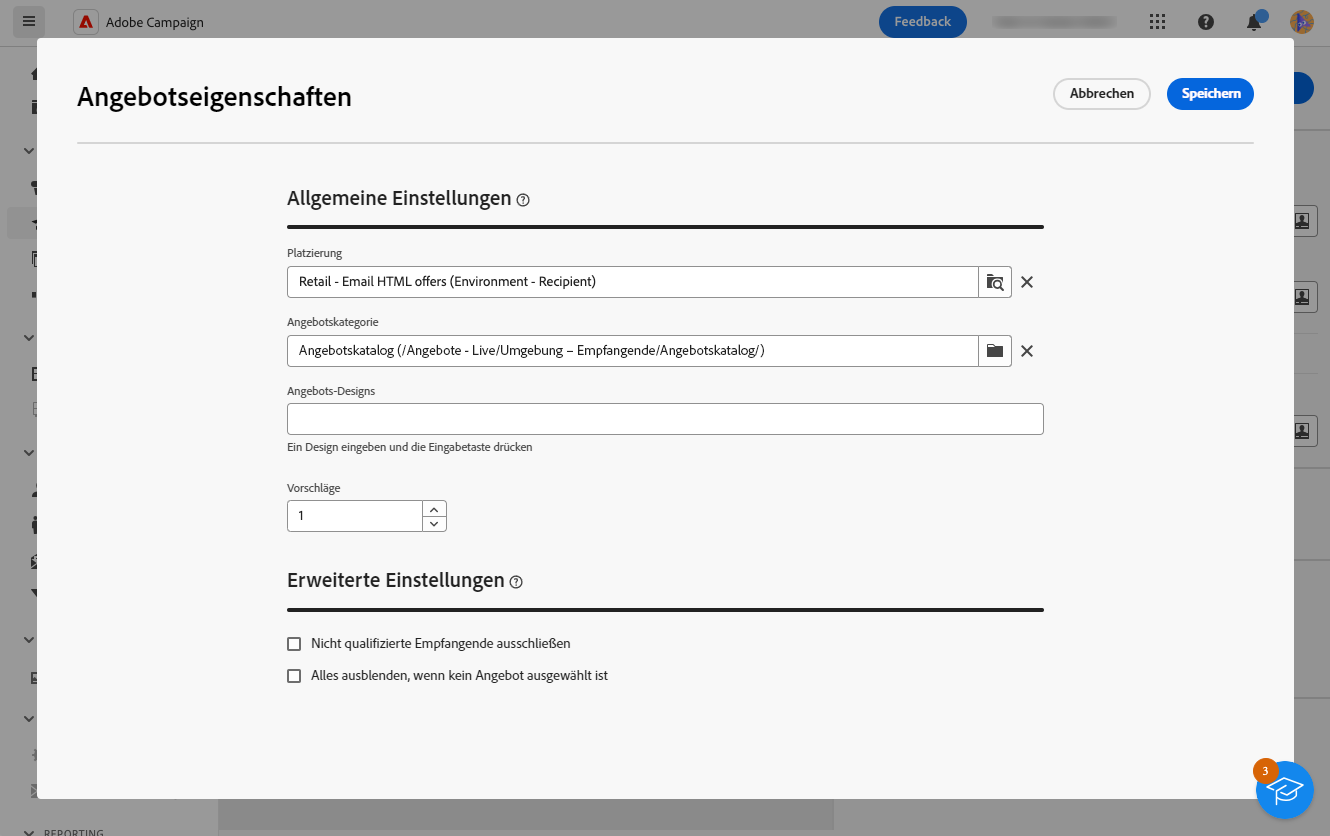 Adobe Campaign
Feedback
Angebotseigenschaften
Abbrechen
Speichern
Allgemeine Einstellungen
Platzierung
Retail - Email HTML offers (Environment - Recipient)
Angebotskategorie
Angebotskatalog (/Angebote - Live/Umgebung – Empfangende/Angebotskatalog/)
Angebots-Designs
Ein Design eingeben und die Eingabetaste drücken
Vorschläge
1
Erweiterte Einstellungen
Nicht qualifizierte Empfangende ausschließen
Alles ausblenden, wenn kein Angebot ausgewählt ist
3
REPORTING